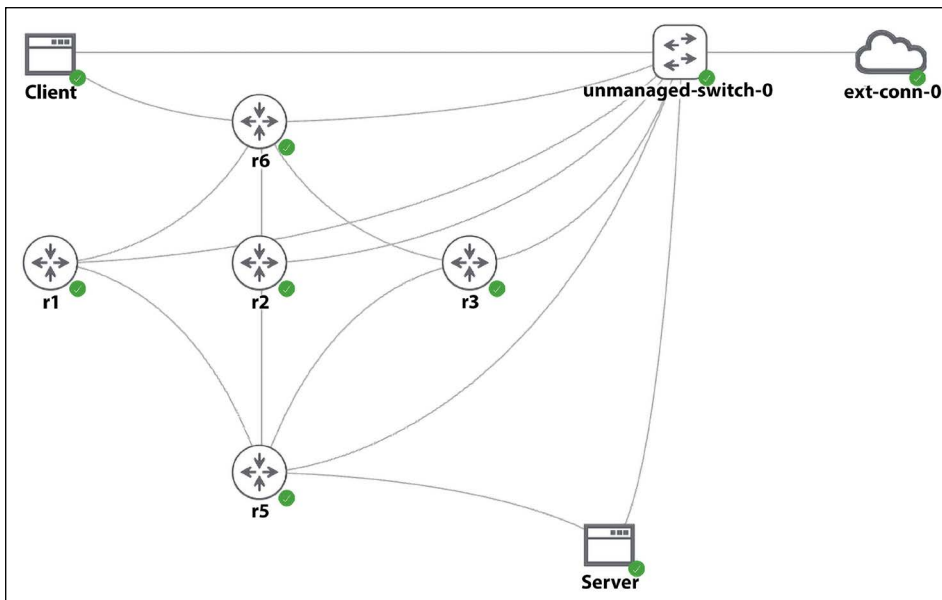 Client
unmanaged-switch-0
ext-conn-0
r6
r1
r2
r3
r5
Server